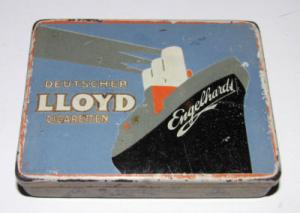 DEUTSCHER
LLOYD
CIGARETTEN
Engelhardt